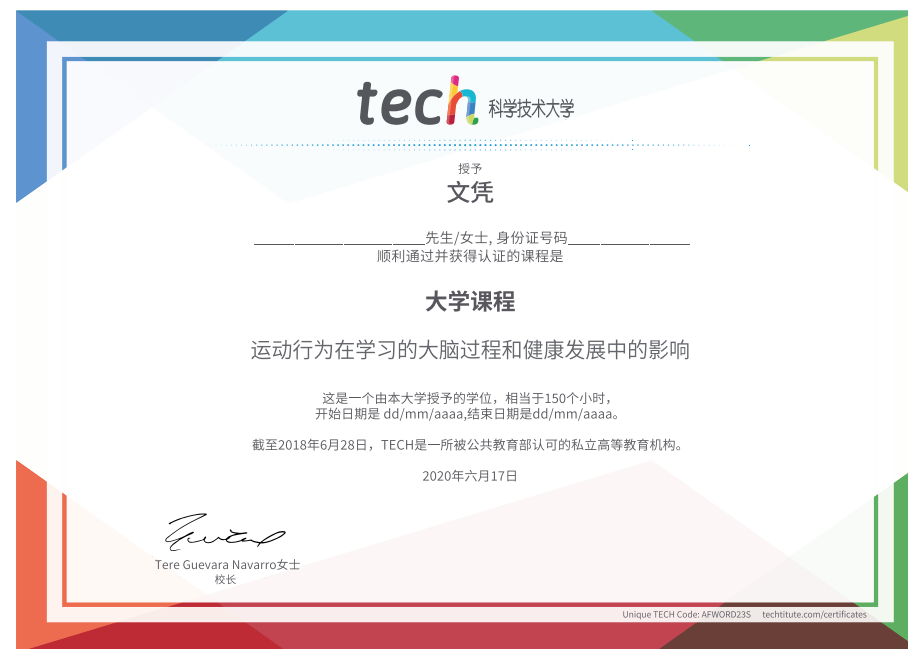 tech 科学技术大学
授予
文凭
______________________先生/女士, 身份证号码_______________
顺利通过并获得认证的课程是
大学课程
运动行为在学习的大脑过程和健康发展中的影响
这是一个由本大学授予的学位，相当于150个小时，
开始日期是 dd/mm/aaaa,结束日期是dd/mm/aaaa。
截至2018年6月28日，TECH是一所被公共教育部认可的私立高等教育机构。
2020年六月17日
Tere Guevara Navarro女士
校长
Unique TECH Code: AFWORD23S techtitute.com/certificates